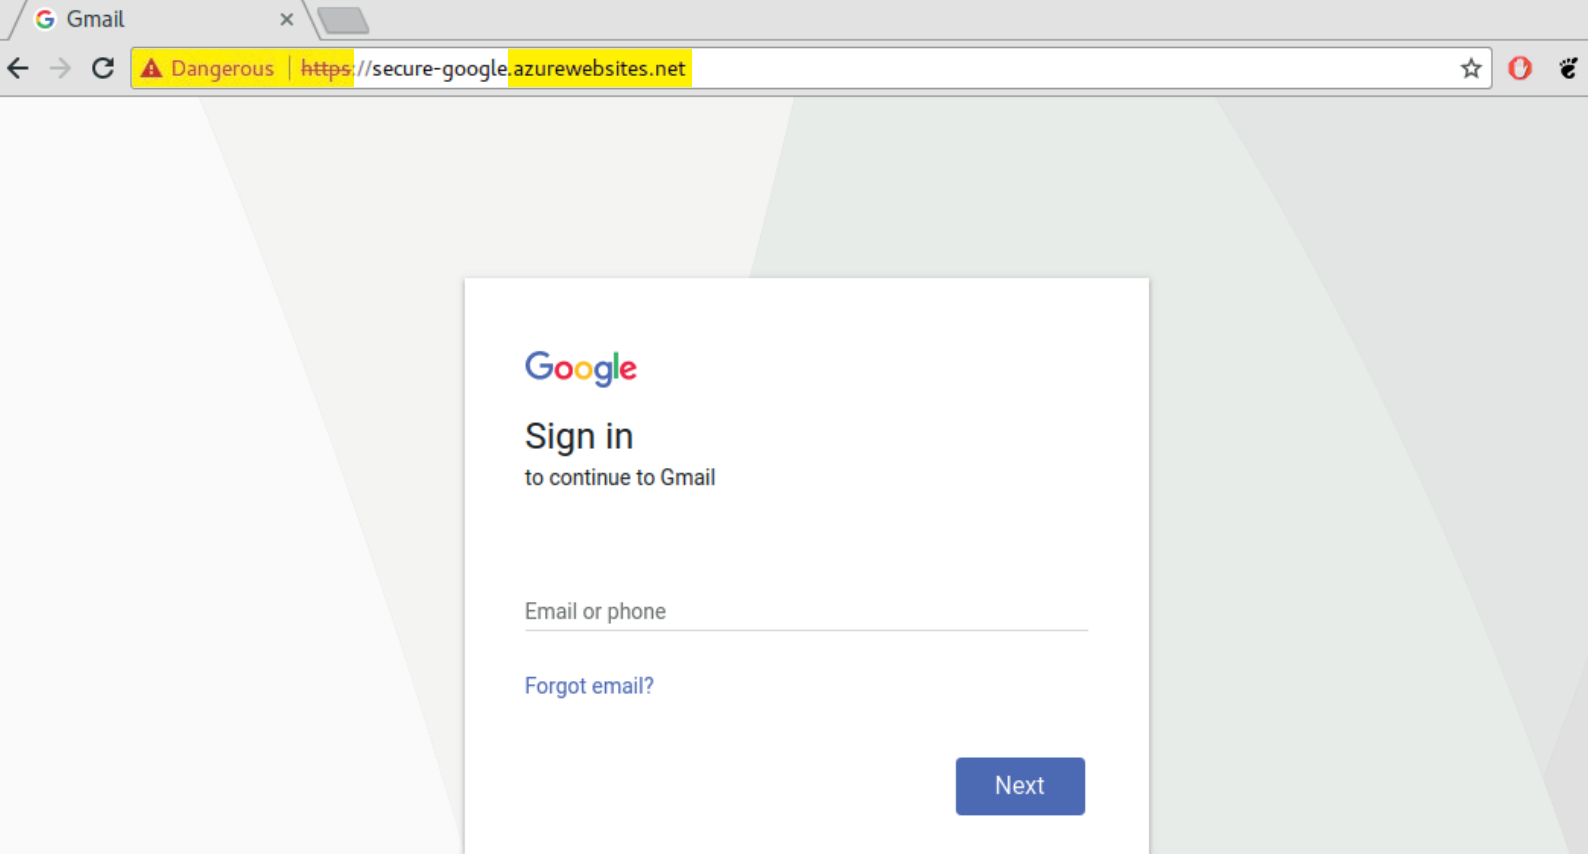 Gmail
Dangerous https://secure-google.azurewebsites.net
Google
Sign in
to continue to Gmail
Email or phone
Forgot email?
Next